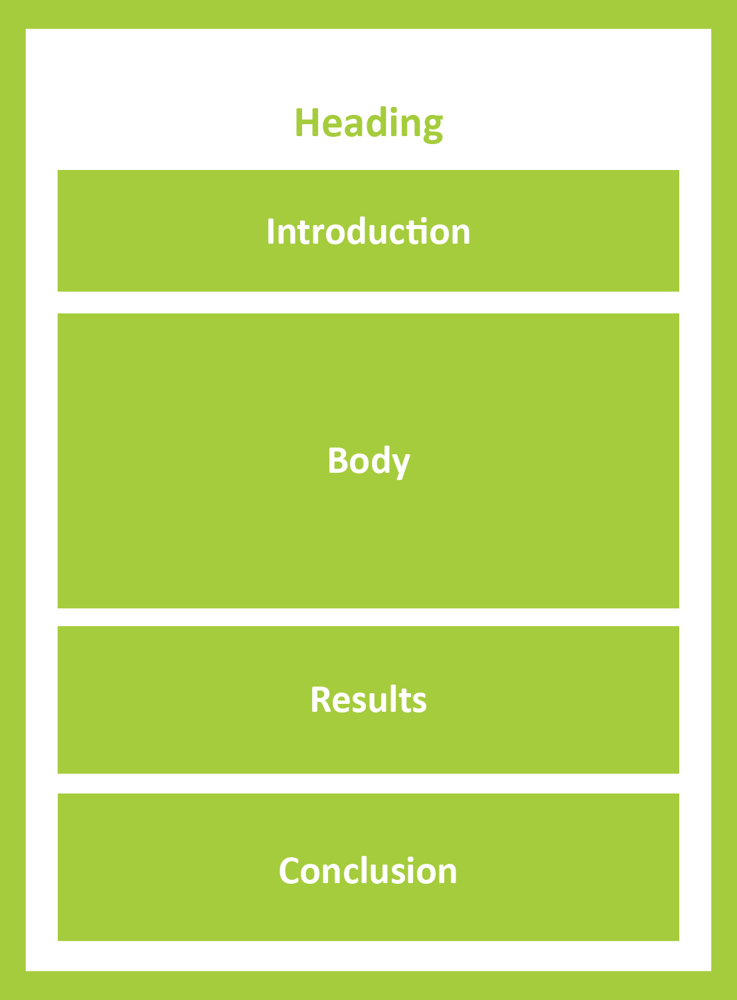 Heading
Introduction
Body
Results
Conclusion